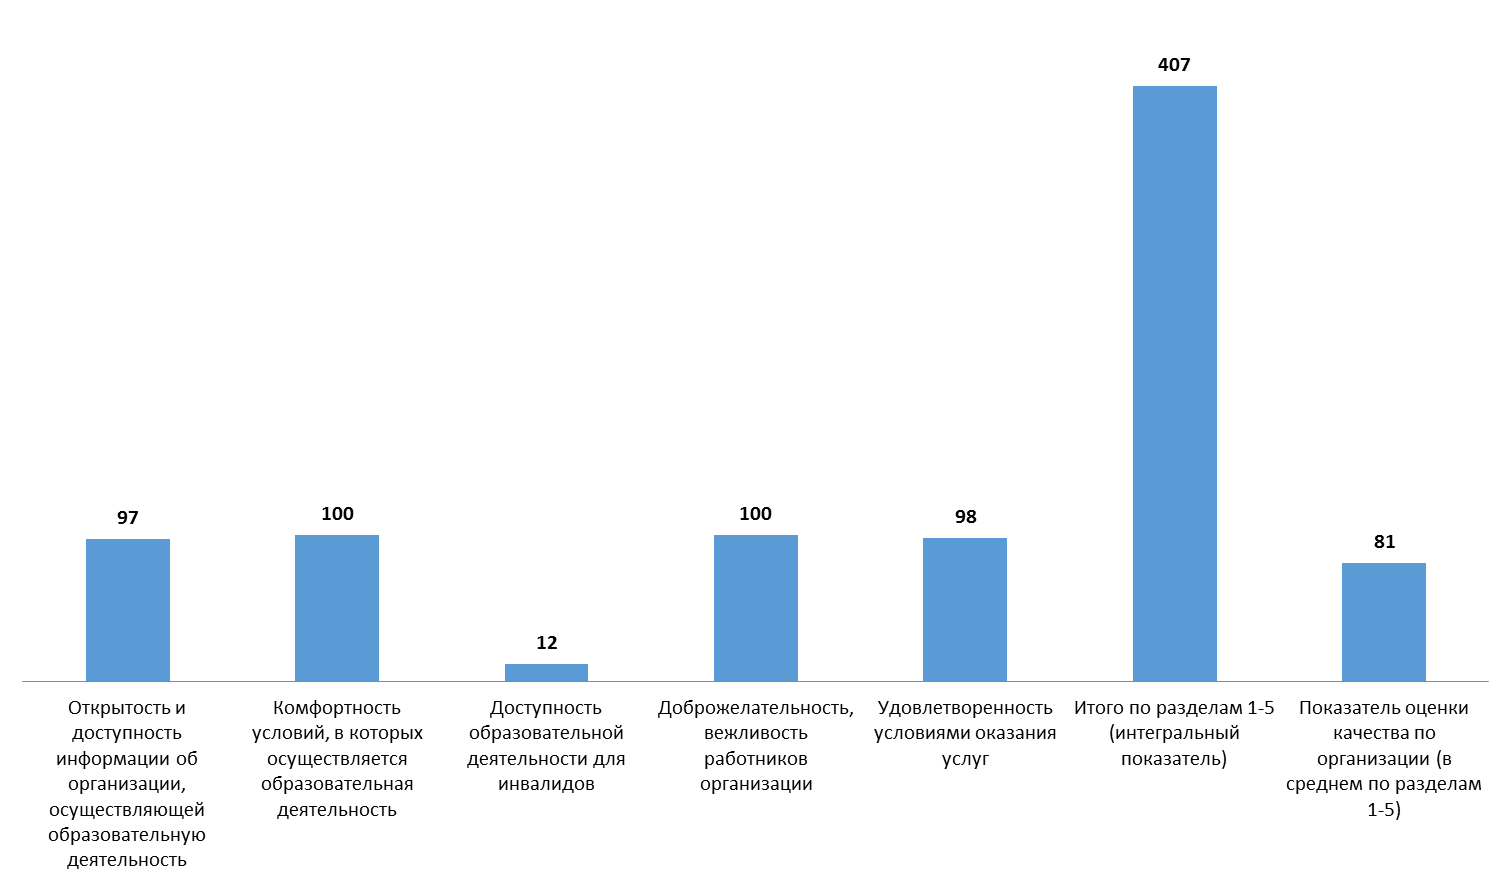 407
97
100
12
100
98
81
Открытость и
доступность
информации об
организации,
осуществляющей
образовательную
деятельность
Комфортность
условий, в которых
осуществляется
образовательная
деятельность
Доступность
образовательной
деятельности для
инвалидов
Доброжелательность,
вежливость
работников
организации
Удовлетворенность
условиями оказания
услуг
Итого по разделам 1-5
(интегральный
показатель)
Показатель оценки
качества по
организации (в
среднем по разделам
1-5)